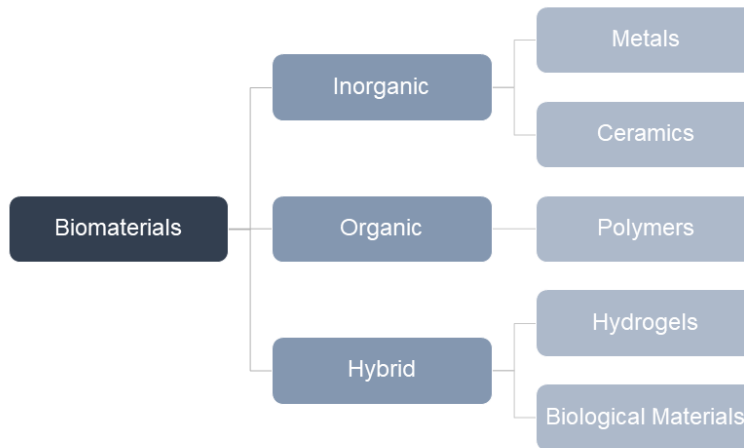 Biomaterials
Inorganic
Metals
Ceramics
Organic
Polymers
Hybrid
Hydrogels
Biological Materials